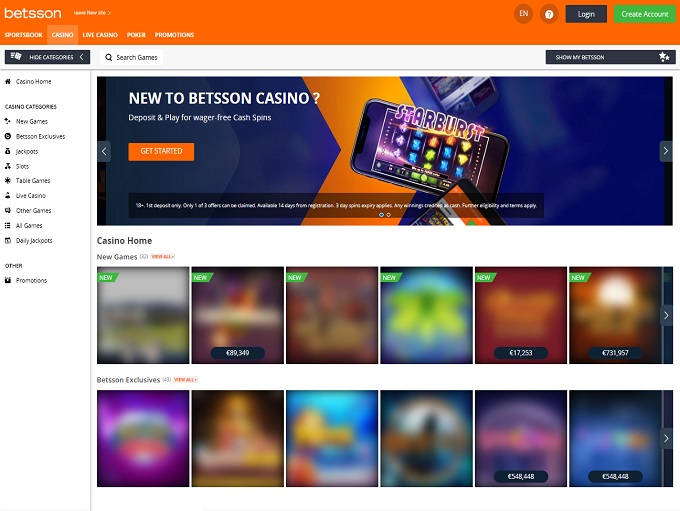 betsson
leave New site >
EN
?
Login
Create Account
SPORTSBOOK CASINO LIVE CASINO POKER PROMOTIONS
HIDE CATEGORIES
Search Games
SHOW MY BETSSON
Casino Home
CASINO CATEGORIES
New Games
Betsson Exclusives
Jackpots
Slots
Table Games
Live Casino
Other Games
All Games
Daily Jackpots
OTHER
Promotions
NEW TO BETSSON CASINO ?
Deposit & Play for wager-free Cash Spins
GET STARTED
STARBURST
18+. 1st deposit only. Only 1 of 3 offers can be claimed. Available 14 days from registration. 3 day spins expiry applies. Any winnings credited as cash. Further eligibility and terms apply.
Casino Home
New Games (32) VIEW ALL >
NEW NEW NEW NEW NEW NEW
€89,349 €17,253 €731,957
Betsson Exclusives (43) VIEW ALL >
€548,448 €548,448